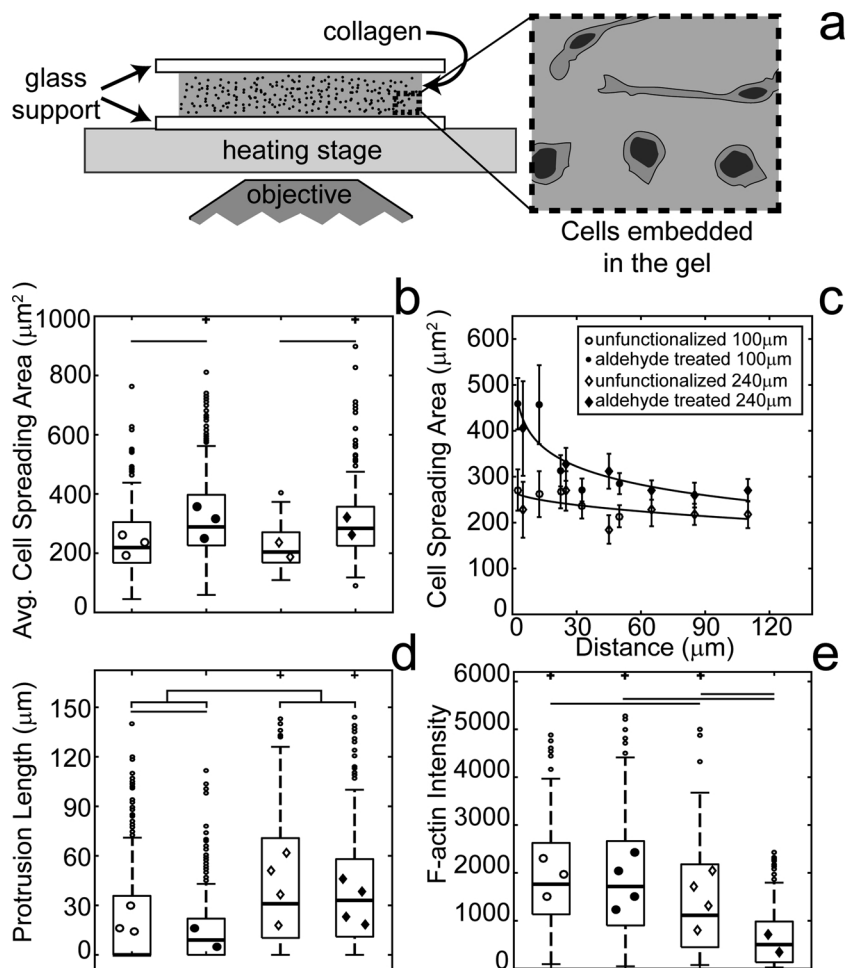 a
collagen
glass
support
heating stage
objective
Cells embedded
in the gel
b
Avg. Cell Spreading Area (μm²)
1000
800
600
400
200
0
c
Cell Spreading Area (μm²)
600
500
400
300
200
100
0
unfunctionalized 100μm
aldehyde treated 100μm
unfunctionalized 240μm
aldehyde treated 240μm
0 30 60 90 120
Distance (μm)
d
Protrusion Length (μm)
150
120
90
60
30
0
e
F-actin Intensity
6000
5000
4000
3000
2000
1000
0